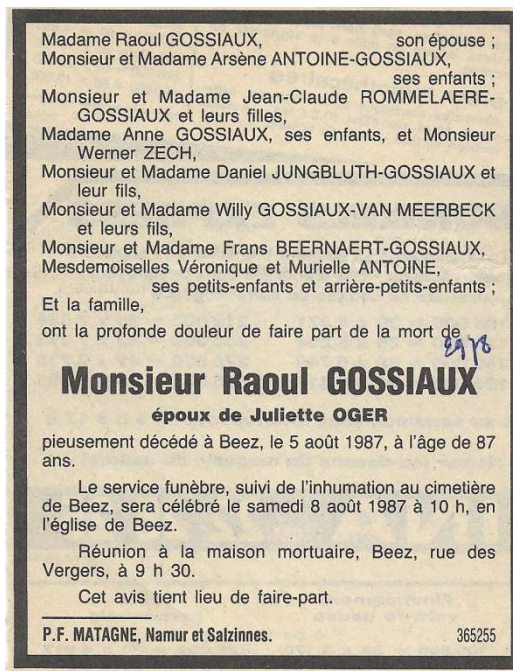 Madame Raoul GOSSIAUX, son épouse ;
Monsieur et Madame Arsène ANTOINE-GOSSIAUX,
ses enfants ;
Monsieur et Madame Jean-Claude ROMMELAERE-
GOSSIAUX et leurs filles,
Madame Anne GOSSIAUX, ses enfants, et Monsieur
Werner ZECH,
Monsieur et Madame Daniel JUNGBLUTH-GOSSIAUX et
leur fils,
Monsieur et Madame Willy GOSSIAUX-VAN MEERBECK
et leurs fils,
Monsieur et Madame Frans BEERNAERT-GOSSIAUX,
Mesdemoiselles Véronique et Murielle ANTOINE,
ses petits-enfants et arrière-petits-enfants ;
Et la famille,
ont la profonde douleur de faire part de la mort de
Monsieur Raoul GOSSIAUX
époux de Juliette OGER
pieusement décédé à Beez, le 5 août 1987, à l'âge de 87
ans.
Le service funèbre, suivi de l'inhumation au cimetière
de Beez, sera célébré le samedi 8 août 1987 à 10 h, en
l'église de Beez.
Réunion à la maison mortuaire, Beez, rue des
Vergers, à 9 h 30.
Cet avis tient lieu de faire-part.
P.F. MATAGNE, Namur et Salzinnes. 365255